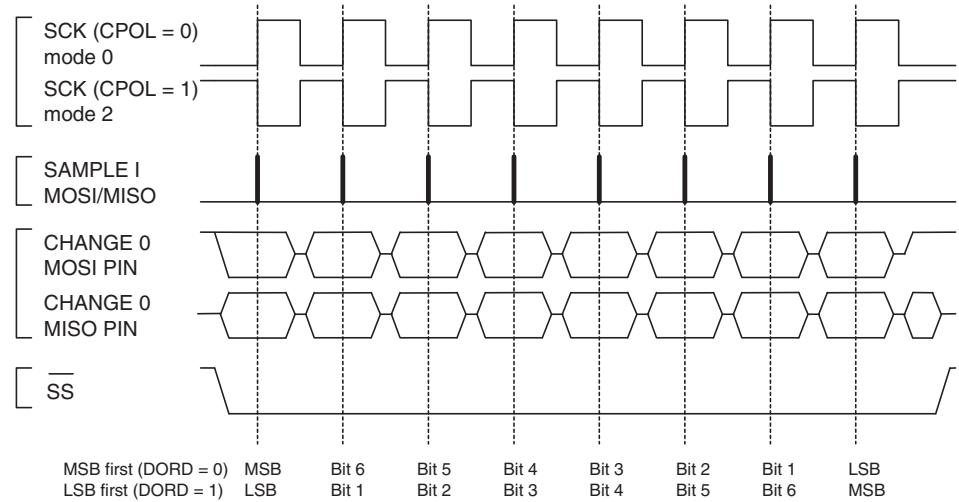 SCK (CPOL = 0)
mode 0
SCK (CPOL = 1)
mode 2
SAMPLE I
MOSI/MISO
CHANGE 0
MOSI PIN
CHANGE 0
MISO PIN
SS
MSB first (DORD = 0) MSB Bit 6 Bit 5 Bit 4 Bit 3 Bit 2 Bit 1 LSB
LSB first (DORD = 1) LSB Bit 1 Bit 2 Bit 3 Bit 4 Bit 5 Bit 6 MSB